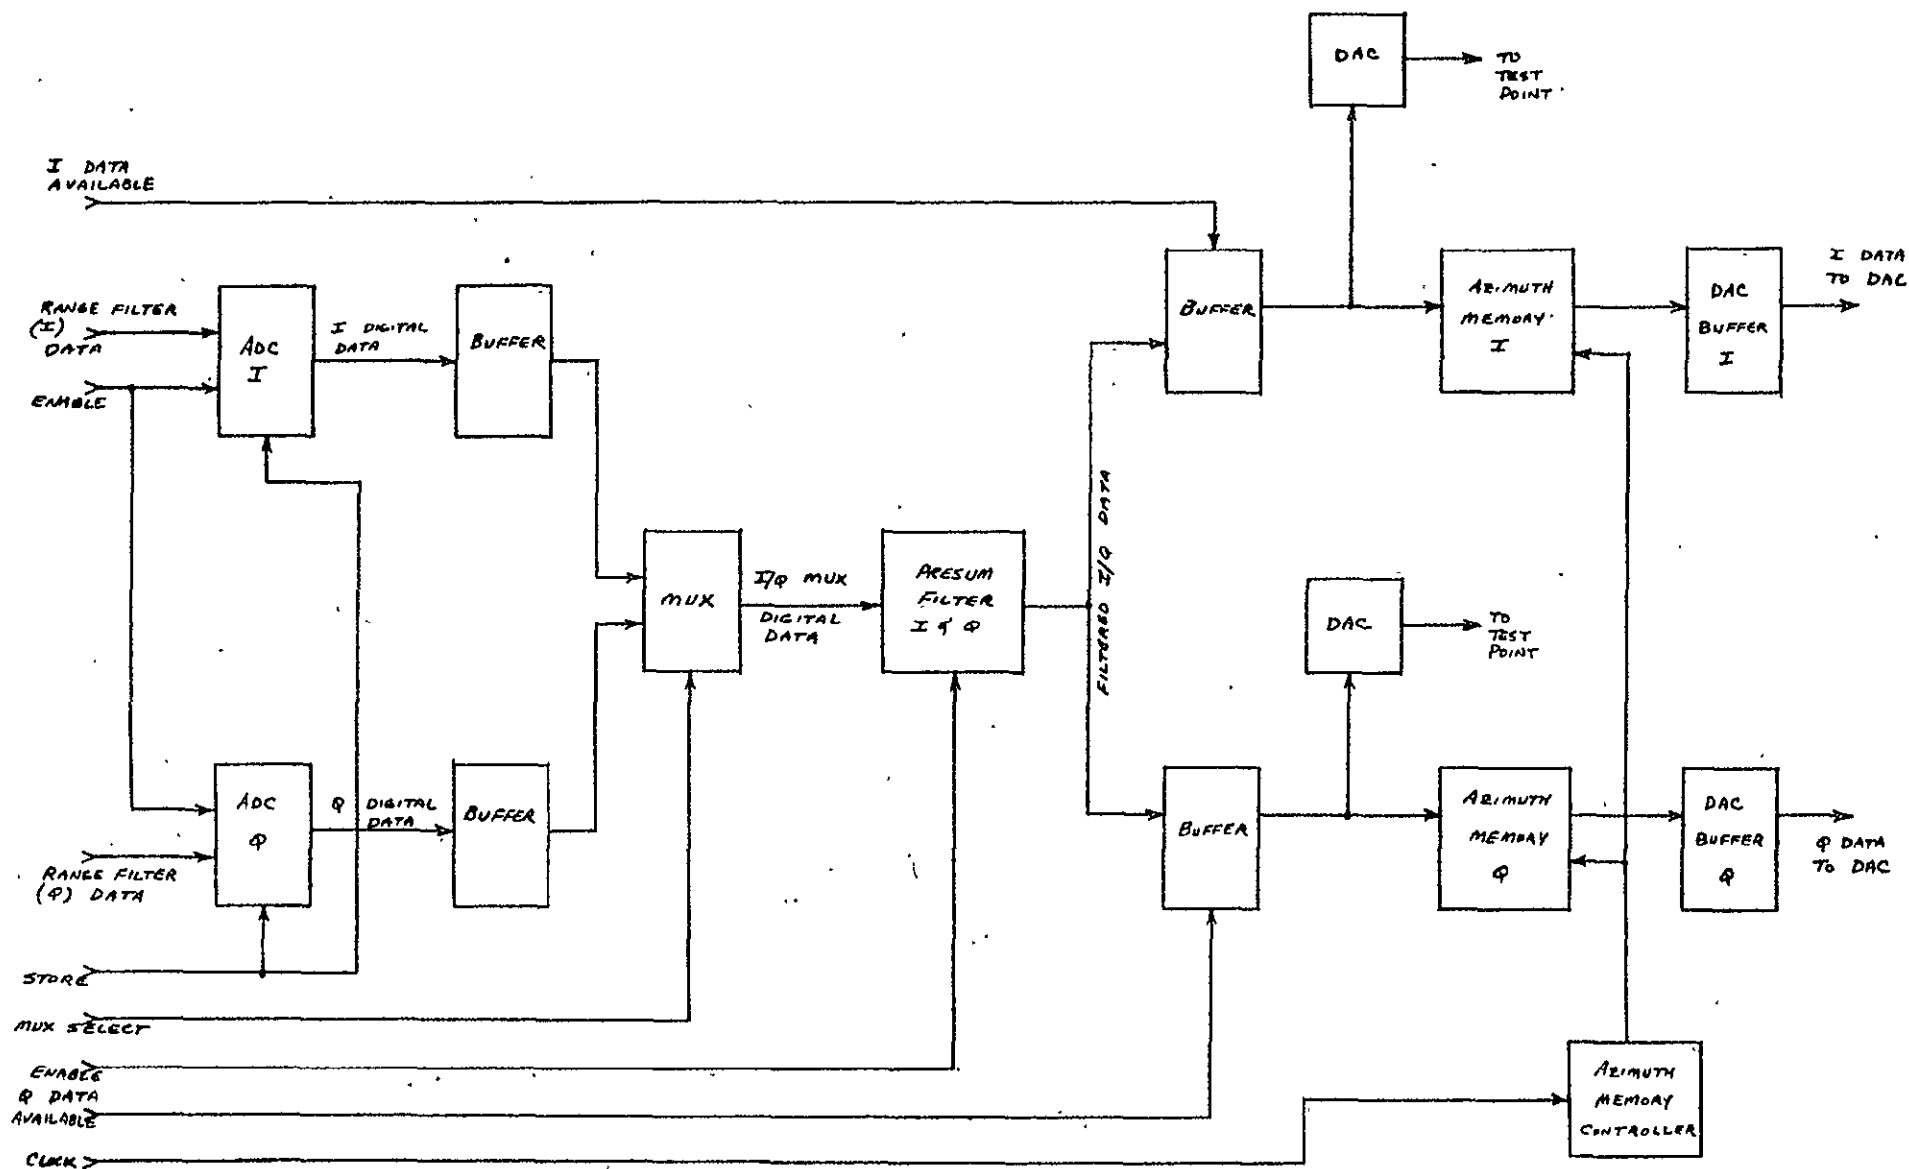 DAC
TO
TEST
POINT
I DATA
AVAILABLE
RANGE FILTER
(I)
DATA
ENABLE
ADC
I
I DIGITAL
DATA
BUFFER
BUFFER
AZIMUTH
MEMORY
I
DAC
BUFFER
I
I DATA
TO DAC
MUX
I/Q MUX
DIGITAL
DATA
PRESUM
FILTER
I & Q
FILTERED I/Q DATA
DAC
TO
TEST
POINT
ADC
Q
Q DIGITAL
DATA
BUFFER
RANGE FILTER
(Q) DATA
BUFFER
AZIMUTH
MEMORY
Q
DAC
BUFFER
Q
Q DATA
TO DAC
STORE
MUX SELECT
ENABLE
Q DATA
AVAILABLE
CLOCK
AZIMUTH
MEMORY
CONTROLLER